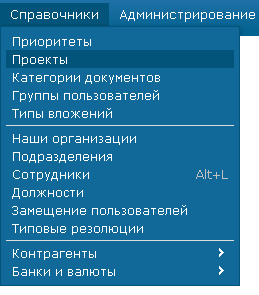 Справочники Администрирование
Приоритеты
Проекты
Категории документов
Группы пользователей
Типы вложений
Наши организации
Подразделения
Сотрудники Alt+L
Должности
Замещение пользователей
Типовые резолюции
Контрагенты
Банки и валюты